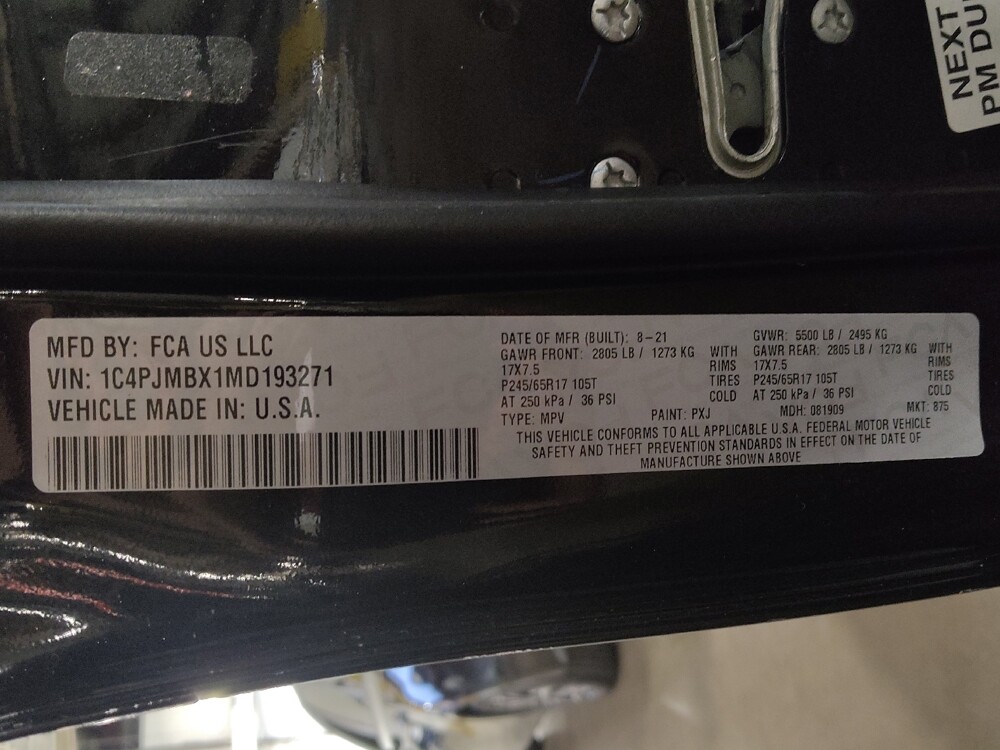 NEXT
PM DU
MFD BY: FCA US LLC
VIN: 1C4PJMBX1MD193271
VEHICLE MADE IN: U.S.A.
DATE OF MFR (BUILT): 8-21
GAWR FRONT: 2805 LB / 1273 KG WITH
17X7.5 RIMS
P245/65R17 105T TIRES
AT 250 kPa / 36 PSI COLD
GVWR: 5500 LB / 2495 KG
GAWR REAR: 2805 LB / 1273 KG WITH
17X7.5 RIMS
P245/65R17 105T TIRES
AT 250 kPa / 36 PSI COLD
TYPE: MPV PAINT: PXJ MDH: 081909 MKT: 875
THIS VEHICLE CONFORMS TO ALL APPLICABLE U.S.A. FEDERAL MOTOR VEHICLE
SAFETY AND THEFT PREVENTION STANDARDS IN EFFECT ON THE DATE OF
MANUFACTURE SHOWN ABOVE